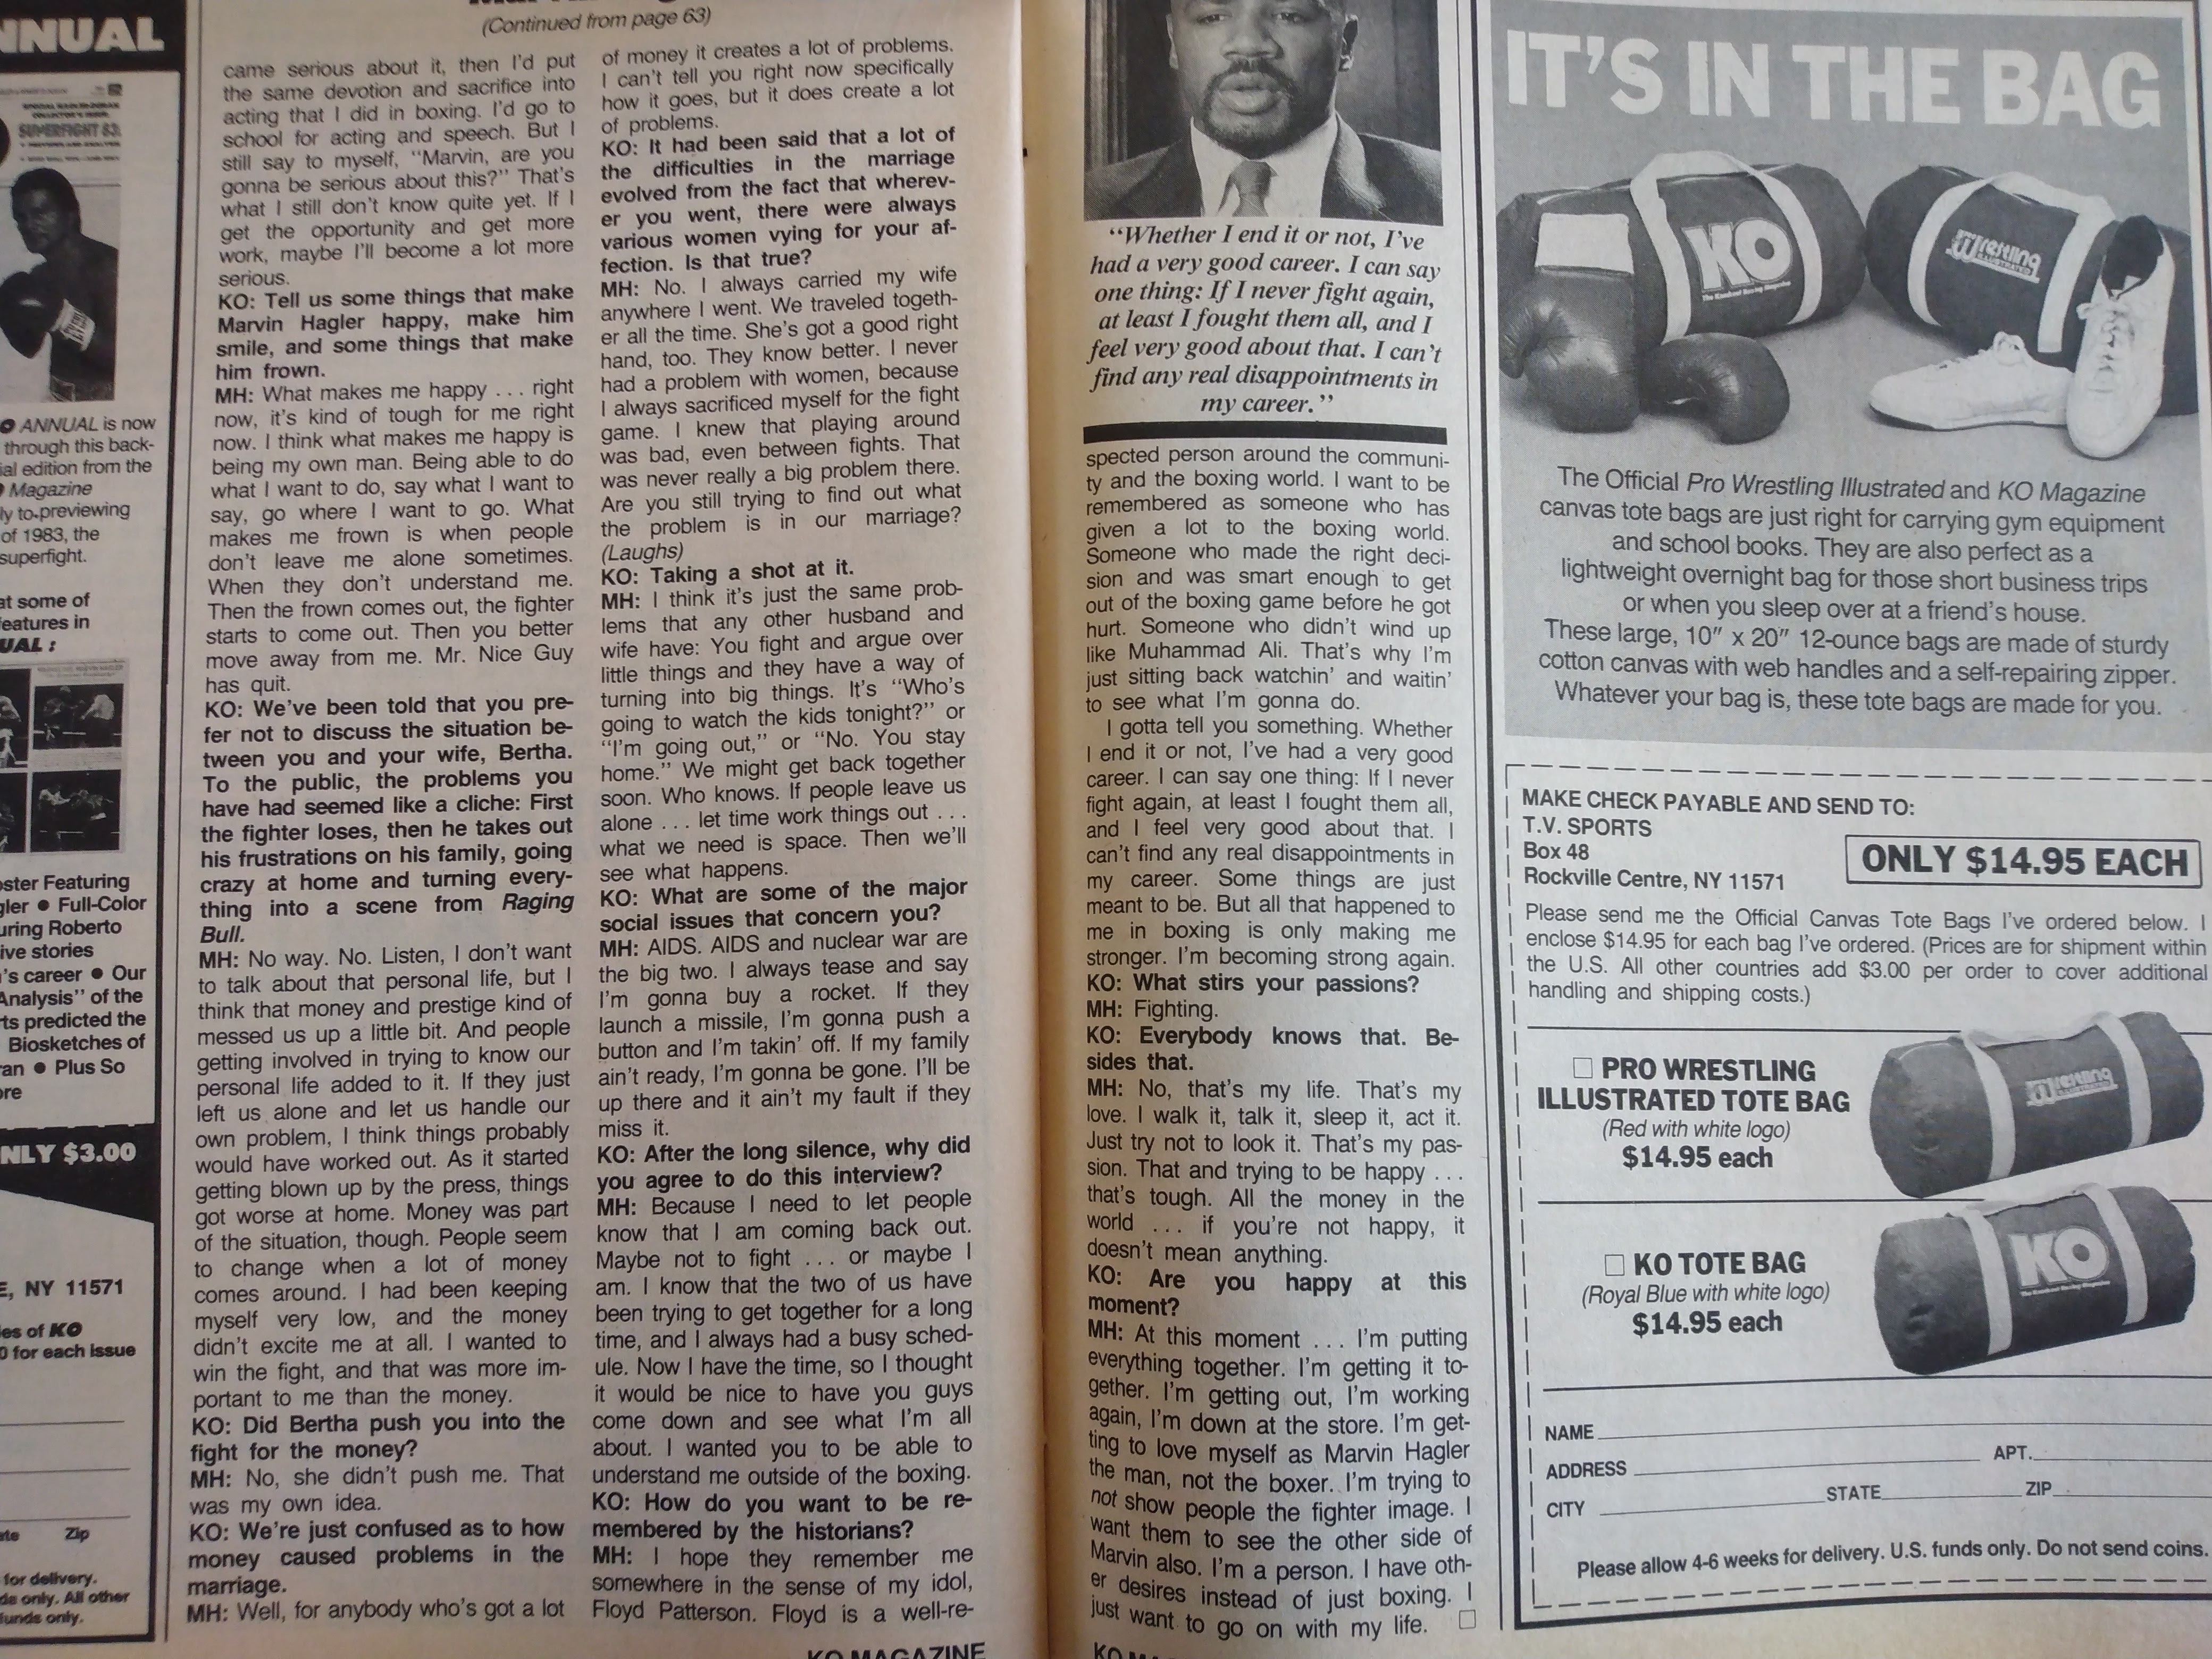 NNUAL
SUPERFIGHT 83:
O ANNUAL is now
through this back-
ial edition from the
Magazine
ly to previewing
of 1983, the
superfight.
at some of
eatures in
UAL:
oster Featuring
gler ● Full-Color
uring Roberto
ive stories
's career ● Our
Analysis" of the
rts predicted the
Biosketches of
ran ● Plus So
ore
NLY $3.00
E, NY 11571
les of KO
0 for each issue
ate Zip
for delivery.
ds only. All other
funds only.
(Continued from page 63)
came serious about it, then I'd put
the same devotion and sacrifice into
acting that I did in boxing. I'd go to
school for acting and speech. But I
still say to myself, "Marvin, are you
gonna be serious about this?" That's
what I still don't know quite yet. If I
get the opportunity and get more
work, maybe I'll become a lot more
serious.
KO: Tell us some things that make
Marvin Hagler happy, make him
smile, and some things that make
him frown.
MH: What makes me happy . . . right
now, it's kind of tough for me right
now. I think what makes me happy is
being my own man. Being able to do
what I want to do, say what I want to
say, go where I want to go. What
makes me frown is when people
don't leave me alone sometimes.
When they don't understand me.
Then the frown comes out, the fighter
starts to come out. Then you better
move away from me. Mr. Nice Guy
has quit.
KO: We've been told that you pre-
fer not to discuss the situation be-
tween you and your wife, Bertha.
To the public, the problems you
have had seemed like a cliche: First
the fighter loses, then he takes out
his frustrations on his family, going
crazy at home and turning every-
thing into a scene from Raging
Bull.
MH: No way. No. Listen, I don't want
to talk about that personal life, but I
think that money and prestige kind of
messed us up a little bit. And people
getting involved in trying to know our
personal life added to it. If they just
left us alone and let us handle our
own problem, I think things probably
would have worked out. As it started
getting blown up by the press, things
got worse at home. Money was part
of the situation, though. People seem
to change when a lot of money
comes around. I had been keeping
myself very low, and the money
didn't excite me at all. I wanted to
win the fight, and that was more im-
portant to me than the money.
KO: Did Bertha push you into the
fight for the money?
MH: No, she didn't push me. That
was my own idea.
KO: We're just confused as to how
money caused problems in the
marriage.
MH: Well, for anybody who's got a lot
of money it creates a lot of problems.
I can't tell you right now specifically
how it goes, but it does create a lot
of problems.
KO: It had been said that a lot of
the difficulties in the marriage
evolved from the fact that wherev-
er you went, there were always
various women vying for your af-
fection. Is that true?
MH: No. I always carried my wife
anywhere I went. We traveled togeth-
er all the time. She's got a good right
hand, too. They know better. I never
had a problem with women, because
I always sacrificed myself for the fight
game. I knew that playing around
was bad, even between fights. That
was never really a big problem there.
Are you still trying to find out what
the problem is in our marriage?
(Laughs)
KO: Taking a shot at it.
MH: I think it's just the same prob-
lems that any other husband and
wife have: You fight and argue over
little things and they have a way of
turning into big things. It's "Who's
going to watch the kids tonight?" or
"I'm going out," or "No. You stay
home." We might get back together
soon. Who knows. If people leave us
alone . . . let time work things out . . .
what we need is space. Then we'll
see what happens.
KO: What are some of the major
social issues that concern you?
MH: AIDS. AIDS and nuclear war are
the big two. I always tease and say
I'm gonna buy a rocket. If they
launch a missile, I'm gonna push a
button and I'm takin' off. If my family
ain't ready, I'm gonna be gone. I'll be
up there and it ain't my fault if they
miss it.
KO: After the long silence, why did
you agree to do this interview?
MH: Because I need to let people
know that I am coming back out.
Maybe not to fight . . . or maybe I
am. I know that the two of us have
been trying to get together for a long
time, and I always had a busy sched-
ule. Now I have the time, so I thought
it would be nice to have you guys
come down and see what I'm all
about. I wanted you to be able to
understand me outside of the boxing.
KO: How do you want to be re-
membered by the historians?
MH: I hope they remember me
somewhere in the sense of my idol,
Floyd Patterson. Floyd is a well-re-
KO MAGAZINE
"Whether I end it or not, I've
had a very good career. I can say
one thing: If I never fight again,
at least I fought them all, and I
feel very good about that. I can't
find any real disappointments in
my career."
spected person around the communi-
ty and the boxing world. I want to be
remembered as someone who has
given a lot to the boxing world.
Someone who made the right deci-
sion and was smart enough to get
out of the boxing game before he got
hurt. Someone who didn't wind up
like Muhammad Ali. That's why I'm
just sitting back watchin' and waitin'
to see what I'm gonna do.
I gotta tell you something. Whether
I end it or not, I've had a very good
career. I can say one thing: If I never
fight again, at least I fought them all,
and I feel very good about that. I
can't find any real disappointments in
my career. Some things are just
meant to be. But all that happened to
me in boxing is only making me
stronger. I'm becoming strong again.
KO: What stirs your passions?
MH: Fighting.
KO: Everybody knows that. Be-
sides that.
MH: No, that's my life. That's my
love. I walk it, talk it, sleep it, act it.
Just try not to look it. That's my pas-
sion. That and trying to be happy . . .
that's tough. All the money in the
world . . . if you're not happy, it
doesn't mean anything.
KO: Are you happy at this
moment?
MH: At this moment . . . I'm putting
everything together. I'm getting it to-
gether. I'm getting out, I'm working
again, I'm down at the store. I'm get-
ting to love myself as Marvin Hagler
the man, not the boxer. I'm trying to
not show people the fighter image. I
want them to see the other side of
Marvin also. I'm a person. I have oth-
er desires instead of just boxing. I
just want to go on with my life. □
KO
IT'S IN THE BAG
KO
The Knockout Boxing Magazine
Wrestling
ILLUSTRATED
The Official Pro Wrestling Illustrated and KO Magazine
canvas tote bags are just right for carrying gym equipment
and school books. They are also perfect as a
lightweight overnight bag for those short business trips
or when you sleep over at a friend's house.
These large, 10" x 20" 12-ounce bags are made of sturdy
cotton canvas with web handles and a self-repairing zipper.
Whatever your bag is, these tote bags are made for you.
MAKE CHECK PAYABLE AND SEND TO:
T.V. SPORTS
Box 48
Rockville Centre, NY 11571
ONLY $14.95 EACH
Please send me the Official Canvas Tote Bags I've ordered below. I
enclose $14.95 for each bag I've ordered. (Prices are for shipment within
the U.S. All other countries add $3.00 per order to cover additional
handling and shipping costs.)
□ PRO WRESTLING
ILLUSTRATED TOTE BAG
(Red with white logo)
$14.95 each
Wrestling
□ KO TOTE BAG
(Royal Blue with white logo)
$14.95 each
KO
The Knockout Boxing Magazine
NAME
ADDRESS APT.
CITY STATE ZIP
Please allow 4-6 weeks for delivery. U.S. funds only. Do not send coins.